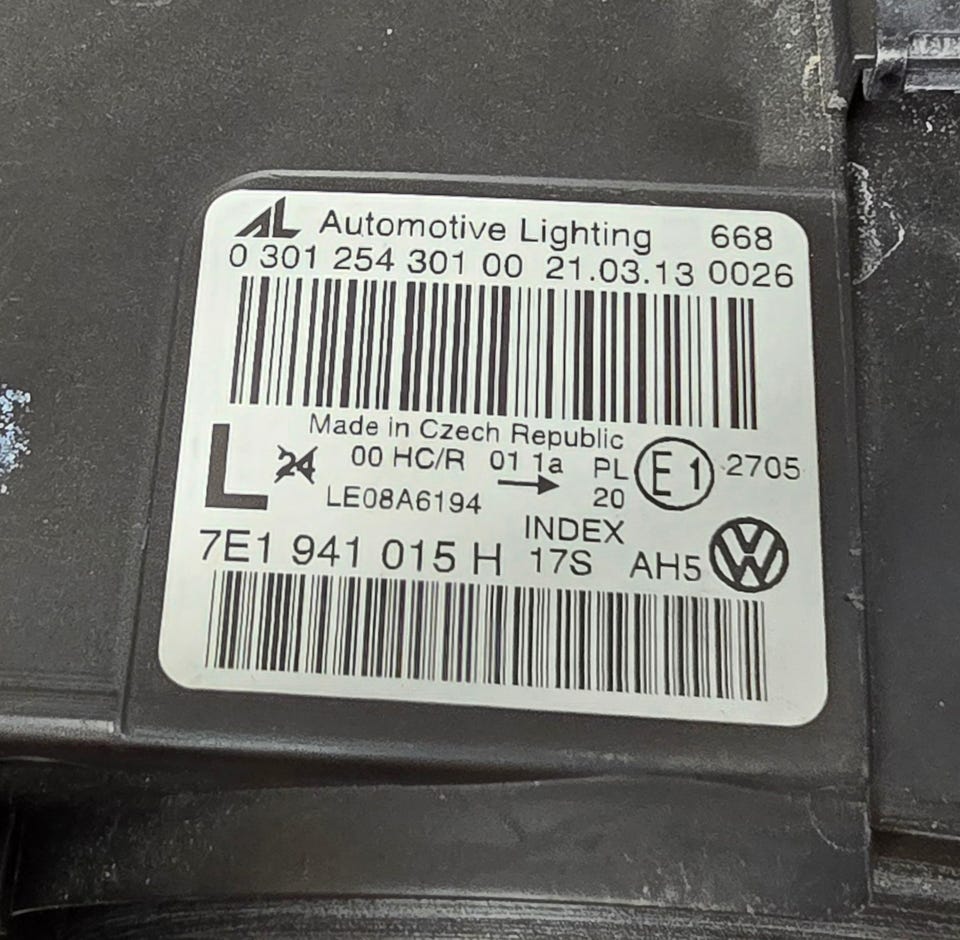 AL Automotive Lighting 668
0 301 254 301 00 21.03.13 0026
Made in Czech Republic
L 24 00 HC/R 01 1a PL E1 2705
→ 20
LE08A6194
INDEX
7E1 941 015 H 17S AH5 VW